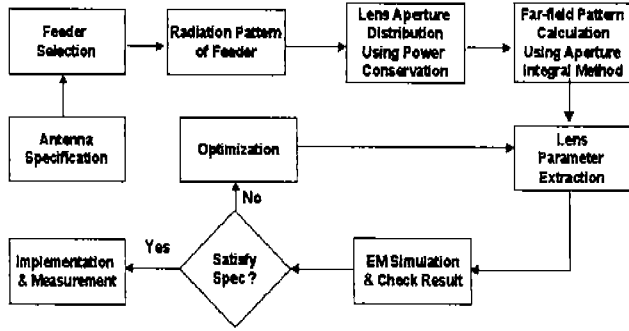 Feeder
Selection
Radiation Pattern
of Feeder
Lens Aperture
Distribution
Using Power
Conservation
Far-field Pattern
Calculation
Using Aperture
Integral Method
Antenna
Specification
Optimization
Lens
Parameter
Extraction
No
Yes
Implementation
& Measurement
Satisfy
Spec ?
EM Simulation
& Check Result